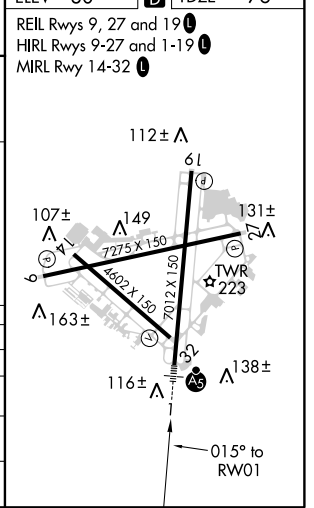 REIL Rwys 9, 27 and 19 L
HIRL Rwys 9-27 and 1-19 L
MIRL Rwy 14-32 L
112±
19
P
107±
149
131±
14
P
7275 X 150
27
P
9
4602 X 150
7012 X 150
TWR
223
163±
V
32
116±
A5
138±
1
015° to
RW01